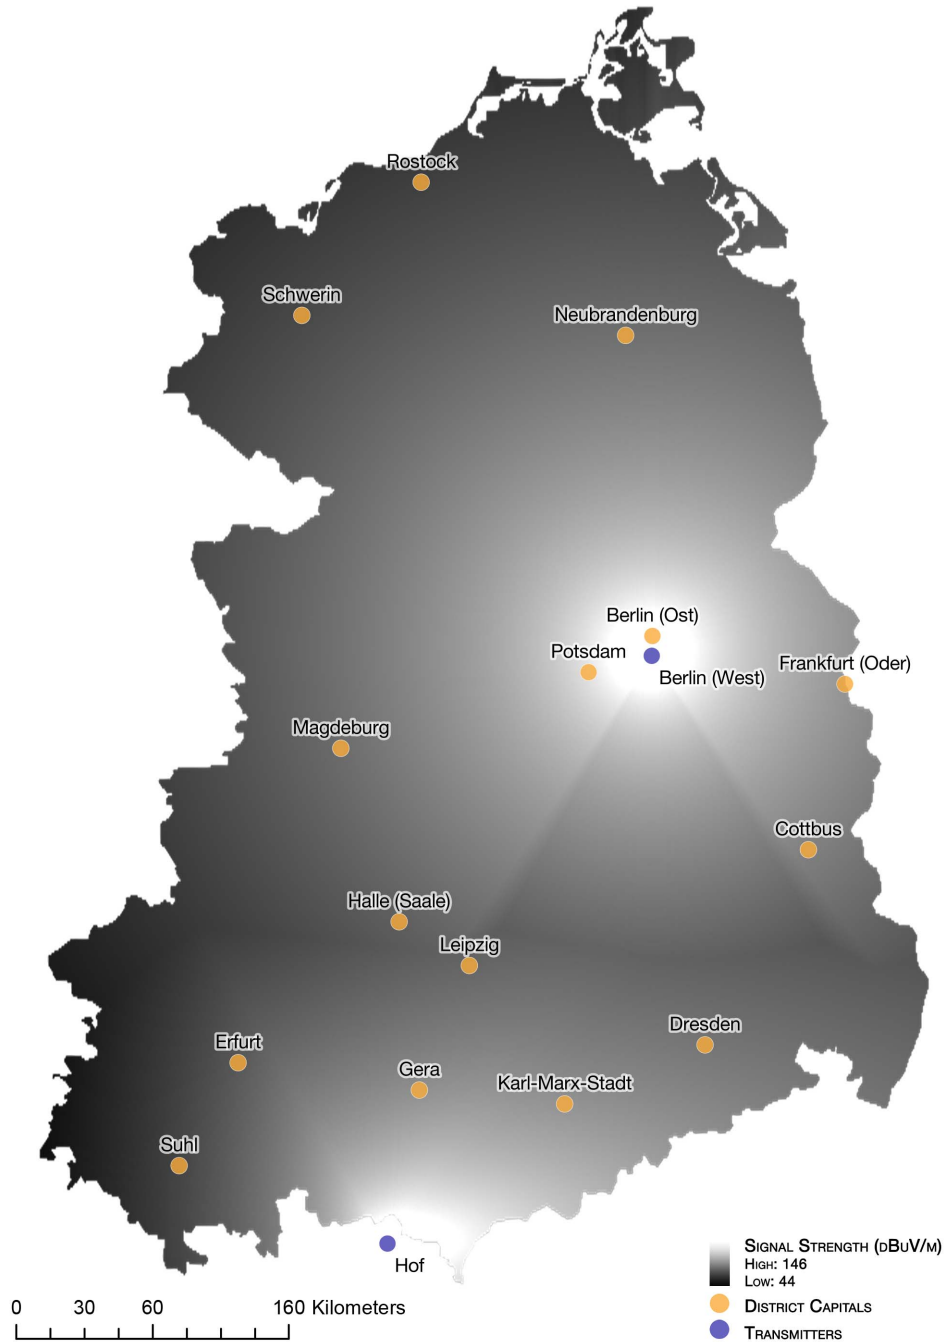 Rostock
Schwerin
Neubrandenburg
Berlin (Ost)
Potsdam
Frankfurt (Oder)
Berlin (West)
Magdeburg
Cottbus
Halle (Saale)
Leipzig
Dresden
Erfurt
Gera
Karl-Marx-Stadt
Suhl
Hof
Signal Strength (dBuV/m)
High: 146
Low: 44
District Capitals
Transmitters
0 30 60 160 Kilometers